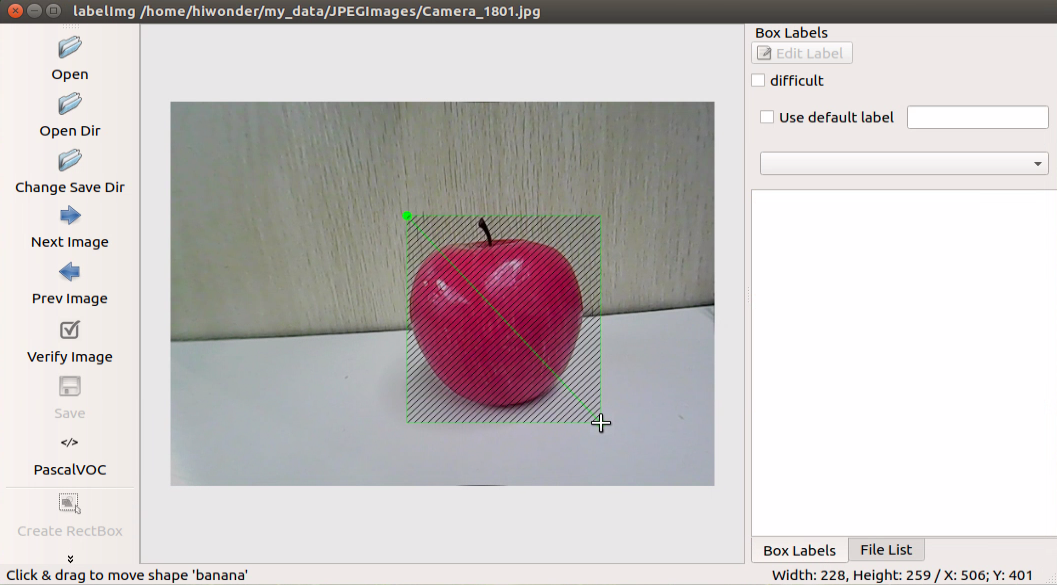 labelImg /home/hiwonder/my_data/JPEGImages/Camera_1801.jpg
Open
Open Dir
Change Save Dir
Next Image
Prev Image
Verify Image
Save
</>
PascalVOC
Create RectBox
Box Labels
Edit Label
difficult
Use default label
Box Labels
File List
Click & drag to move shape 'banana'
Width: 228, Height: 259 / X: 506; Y: 401